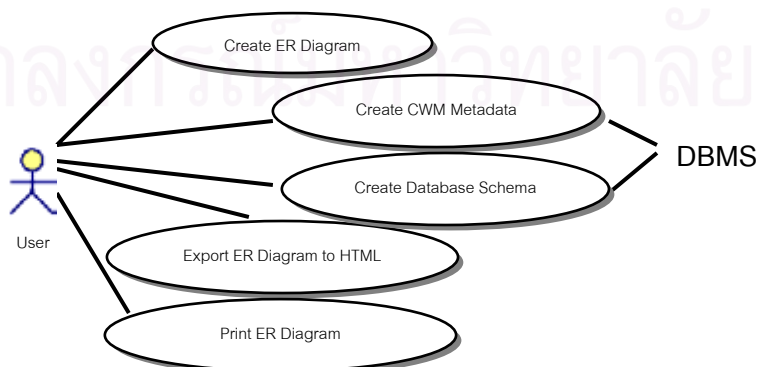 Create ER Diagram
Create CWM Metadata
DBMS
Create Database Schema
User
Export ER Diagram to HTML
Print ER Diagram